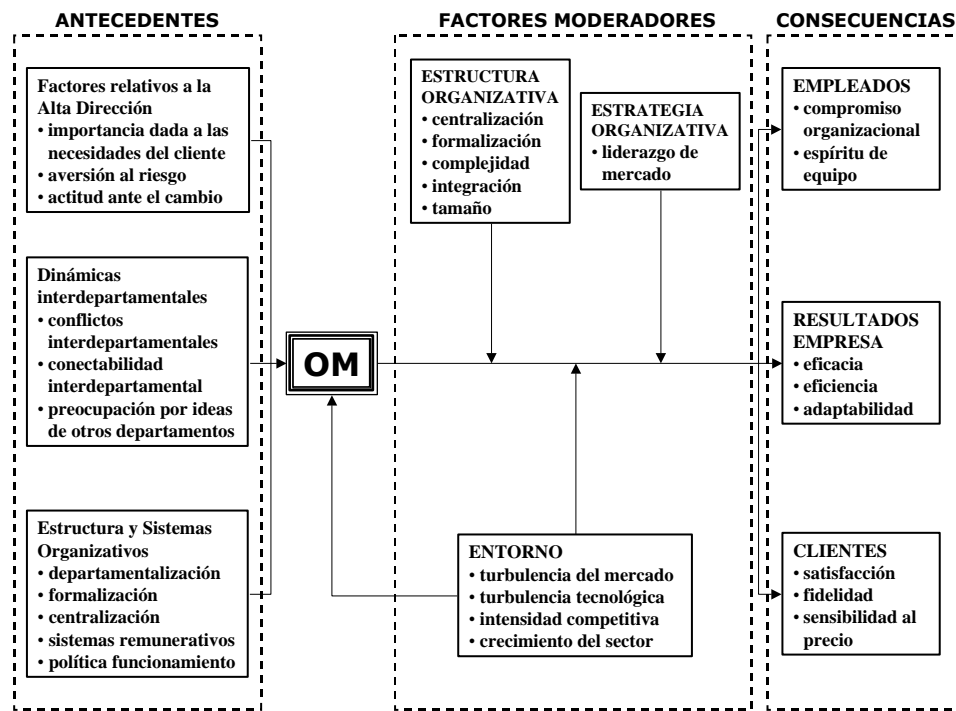 ANTECEDENTES
FACTORES MODERADORES
CONSECUENCIAS
Factores relativos a la
Alta Dirección
• importancia dada a las
necesidades del cliente
• aversión al riesgo
• actitud ante el cambio
Dinámicas
interdepartamentales
• conflictos
interdepartamentales
• conectabilidad
interdepartamental
• preocupación por ideas
de otros departamentos
Estructura y Sistemas
Organizativos
• departamentalización
• formalización
• centralización
• sistemas remunerativos
• política funcionamiento
OM
ESTRUCTURA
ORGANIZATIVA
• centralización
• formalización
• complejidad
• integración
• tamaño
ESTRATEGIA
ORGANIZATIVA
• liderazgo de
mercado
ENTORNO
• turbulencia del mercado
• turbulencia tecnológica
• intensidad competitiva
• crecimiento del sector
EMPLEADOS
• compromiso
organizacional
• espíritu de
equipo
RESULTADOS
EMPRESA
• eficacia
• eficiencia
• adaptabilidad
CLIENTES
• satisfacción
• fidelidad
• sensibilidad al
precio